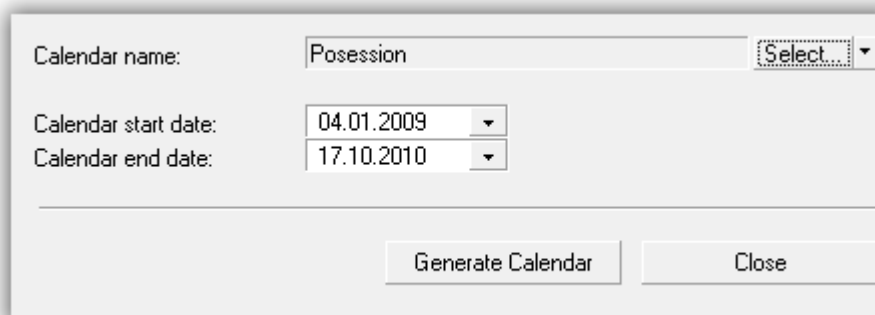 Calendar name: Posession Select...
Calendar start date: 04.01.2009
Calendar end date: 17.10.2010
Generate Calendar Close